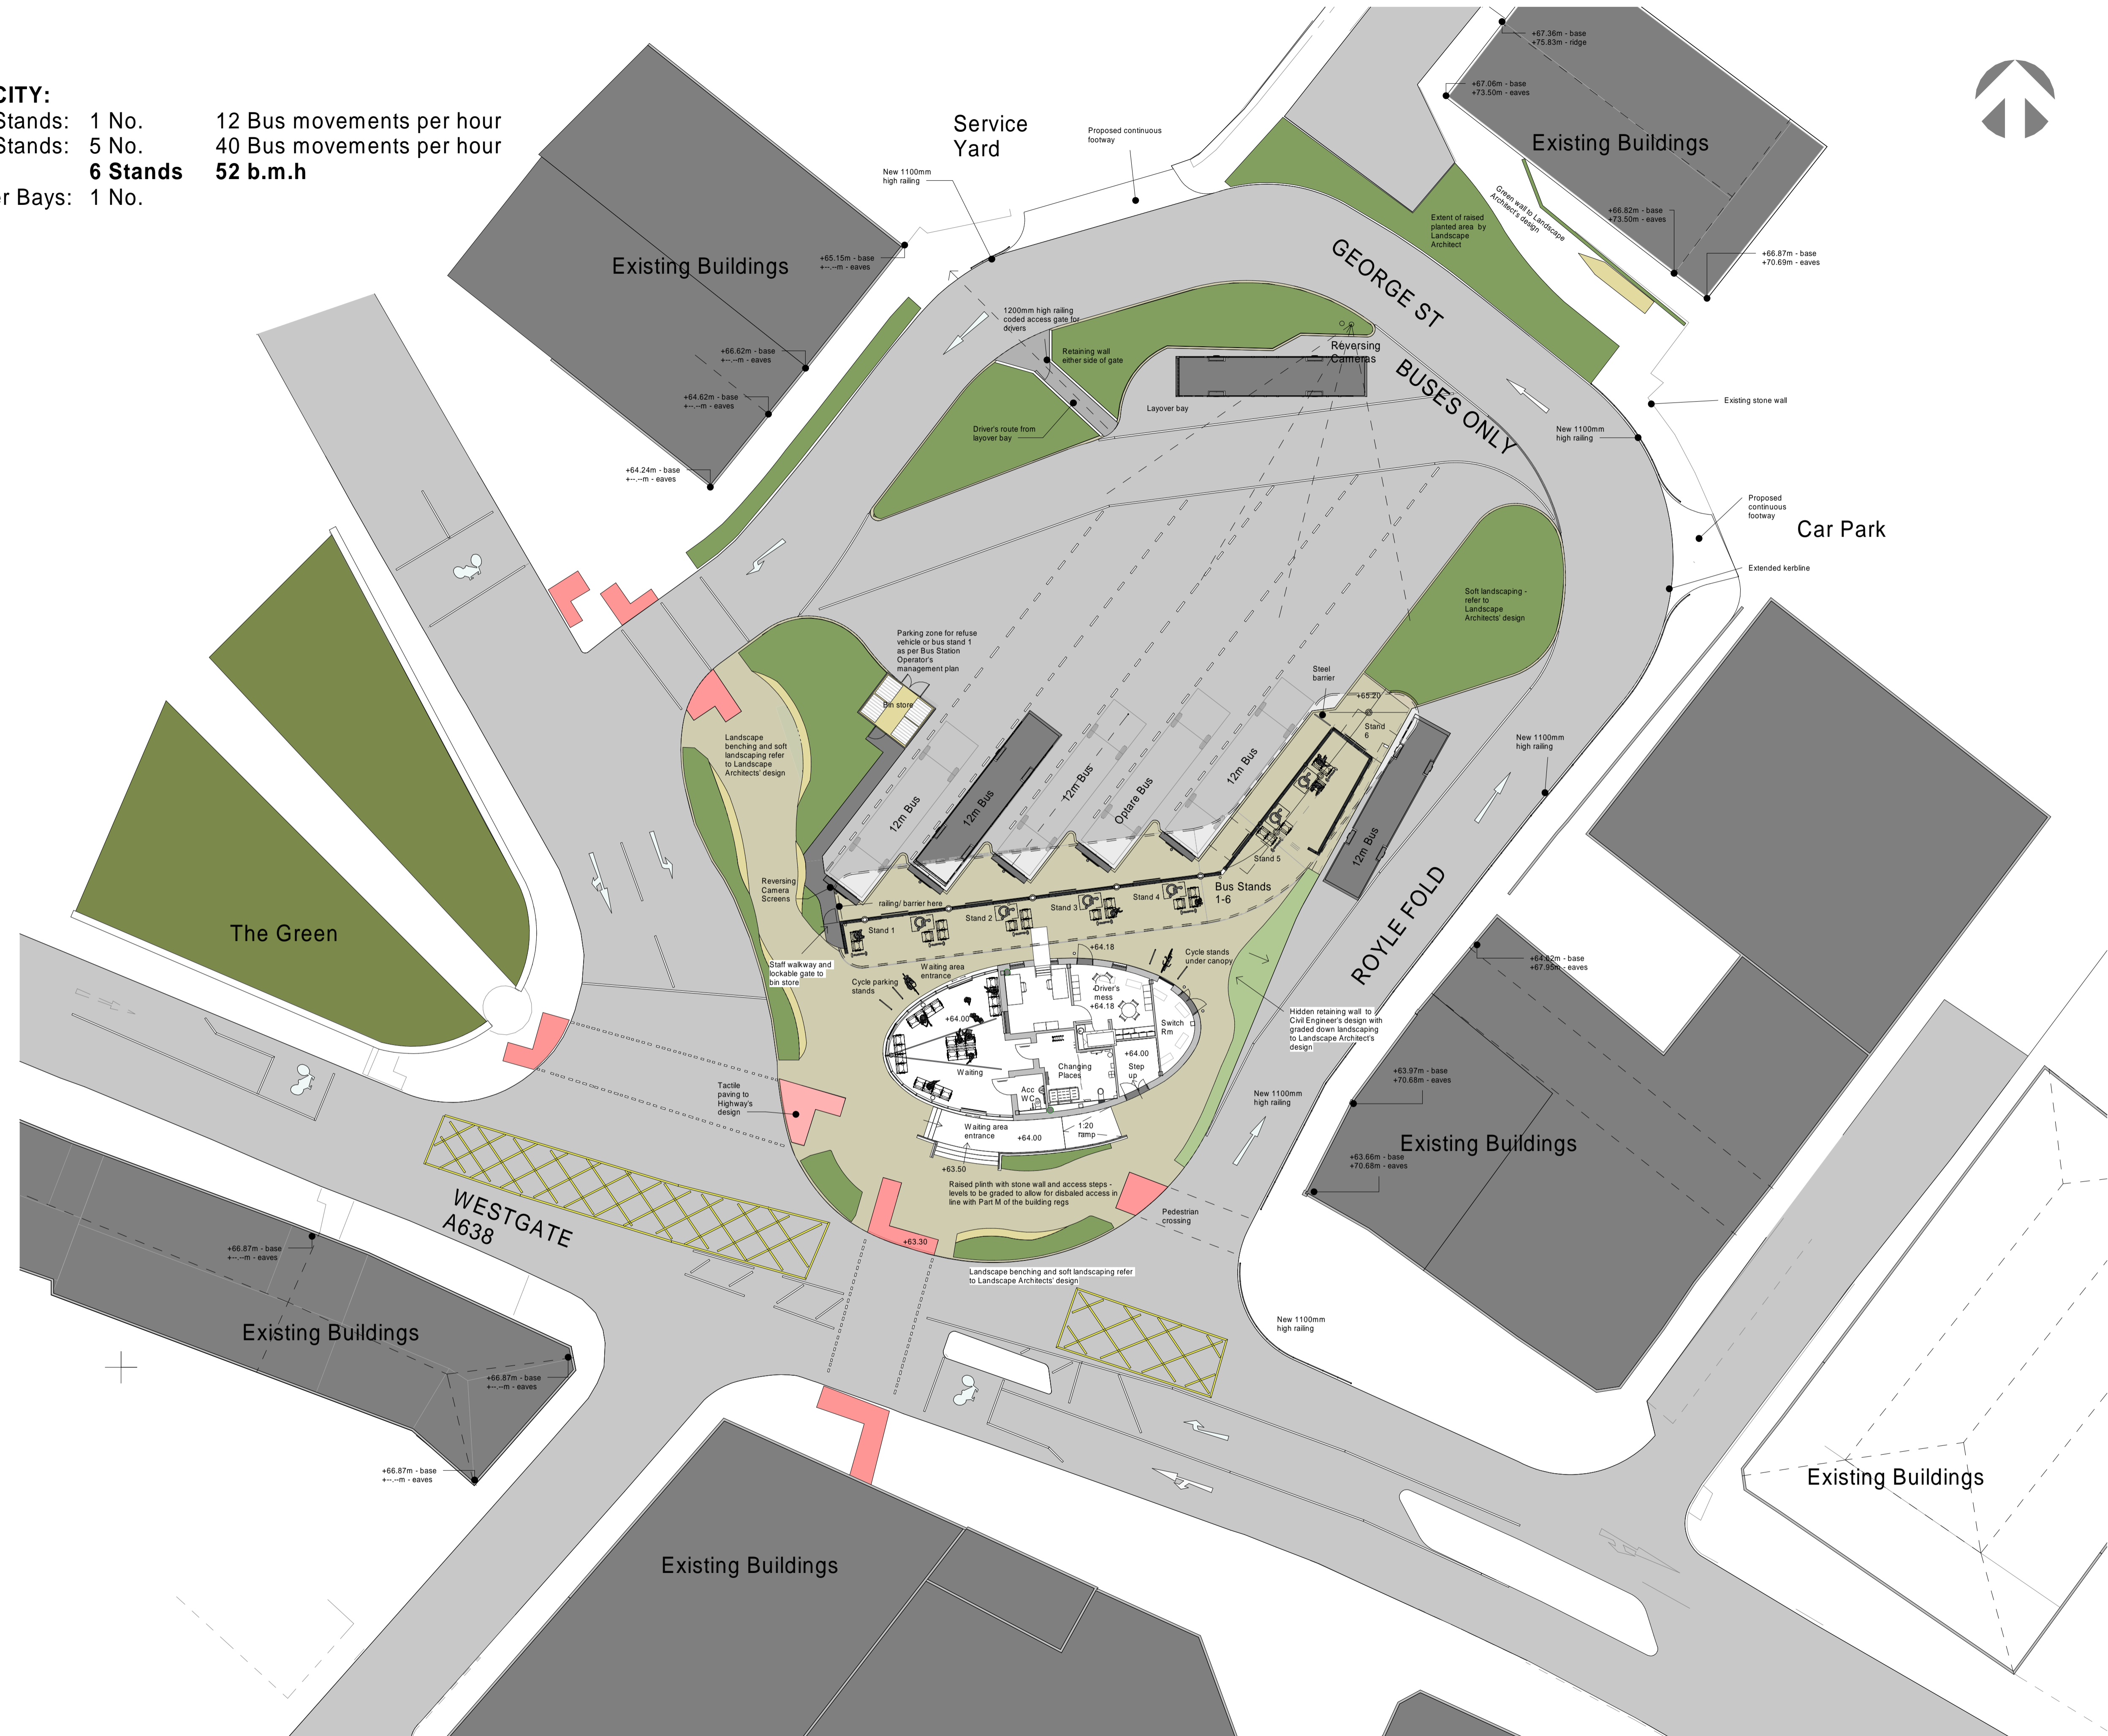 CITY:
Stands: 1 No. 12 Bus movements per hour
Stands: 5 No. 40 Bus movements per hour
6 Stands 52 b.m.h
er Bays: 1 No.
Service
Yard
Proposed continuous
footway
New 1100mm
high railing
+67.36m - base
+75.83m - ridge
+67.06m - base
+73.50m - eaves
Existing Buildings
Green wall to Landscape
Architect's design
+66.82m - base
+73.50m - eaves
+66.87m - base
+70.69m - eaves
Extent of raised
planted area by
Landscape
Architect
Existing Buildings
+65.15m - base
+--.--m - eaves
GEORGE ST
BUSES ONLY
1200mm high railing
coded access gate for
drivers
Retaining wall
either side of gate
Reversing
Cameras
+66.62m - base
+--.--m - eaves
+64.62m - base
+--.--m - eaves
+64.24m - base
+--.--m - eaves
Layover bay
Driver's route from
layover bay
Existing stone wall
New 1100mm
high railing
Proposed
continuous
footway
Car Park
Extended kerbline
Soft landscaping -
refer to
Landscape
Architects' design
Parking zone for refuse
vehicle or bus stand 1
as per Bus Station
Operator's
management plan
Bin store
Steel
barrier
+65.20
Stand
6
Landscape
benching and soft
landscaping refer
to Landscape
Architects' design
New 1100mm
high railing
12m Bus
12m Bus
12m Bus
Optare Bus
12m Bus
12m Bus
Stand 5
Bus Stands
1-6
Reversing
Camera
Screens
railing/ barrier here
Stand 1
Stand 2
Stand 3
Stand 4
The Green
ROYLE FOLD
Staff walkway and
lockable gate to
bin store
Waiting area
entrance
Cycle parking
stands
+64.18
Cycle stands
under canopy
Driver's
mess
+64.18
Switch
Rm
+64.00
Waiting
Changing
Places
+64.00
Step
up
Acc
WC
Hidden retaining wall to
Civil Engineer's design with
graded down landscaping
to Landscape Architect's
design
+64.02m - base
+67.95m - eaves
+63.97m - base
+70.68m - eaves
Existing Buildings
+63.66m - base
+70.68m - eaves
New 1100mm
high railing
Tactile
paving to
Highway's
design
Waiting area
entrance
+64.00
1:20
ramp
+63.50
Raised plinth with stone wall and access steps -
levels to be graded to allow for disbaled access in
line with Part M of the building regs
Pedestrian
crossing
+63.30
Landscape benching and soft landscaping refer
to Landscape Architects' design
WESTGATE
A638
+66.87m - base
+--.--m - eaves
Existing Buildings
+66.87m - base
+--.--m - eaves
+66.87m - base
+--.--m - eaves
New 1100mm
high railing
Existing Buildings
Existing Buildings